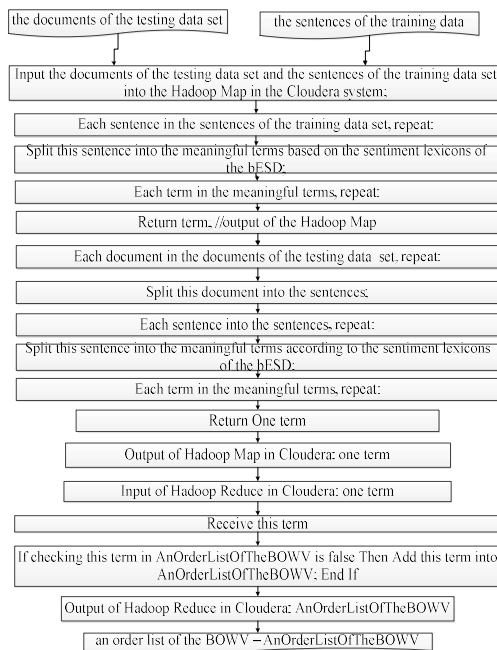 the documents of the testing data set
the sentences of the training data
Input the documents of the testing data set and the sentences of the training data set
into the Hadoop Map in the Cloudera system;
Each sentence in the sentences of the training data set, repeat:
Split this sentence into the meaningful terms based on the sentiment lexicons of
the bESD;
Each term in the meaningful terms, repeat:
Return term, //output of the Hadoop Map
Each document in the documents of the testing data set, repeat:
Split this document into the sentences;
Each sentence into the sentences, repeat:
Split this sentence into the meaningful terms according to the sentiment lexicons
of the bESD;
Each term in the meaningful terms, repeat:
Return One term
Output of Hadoop Map in Cloudera: one term
Input of Hadoop Reduce in Cloudera: one term
Receive this term
If checking this term in AnOrderListOfTheBOWV is false Then Add this term into
AnOrderListOfTheBOWV; End If
Output of Hadoop Reduce in Cloudera: AnOrderListOfTheBOWV
an order list of the BOWV – AnOrderListOfTheBOWV